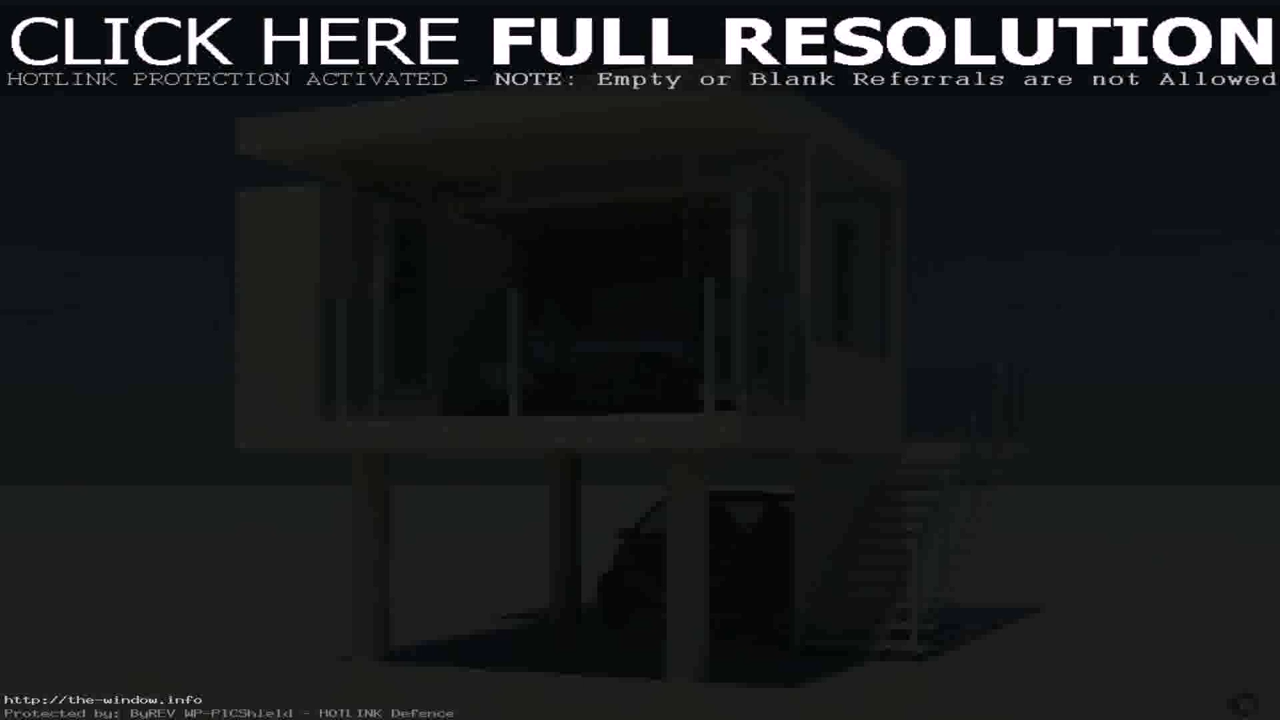 CLICK HERE FULL RESOLUTION
HOTLINK PROTECTION ACTIVATED - NOTE: Empty or Blank Referrals are not Allowed
http://the-window.info
Protected by: ByREV WP-PICShield - HOTLINK Defence